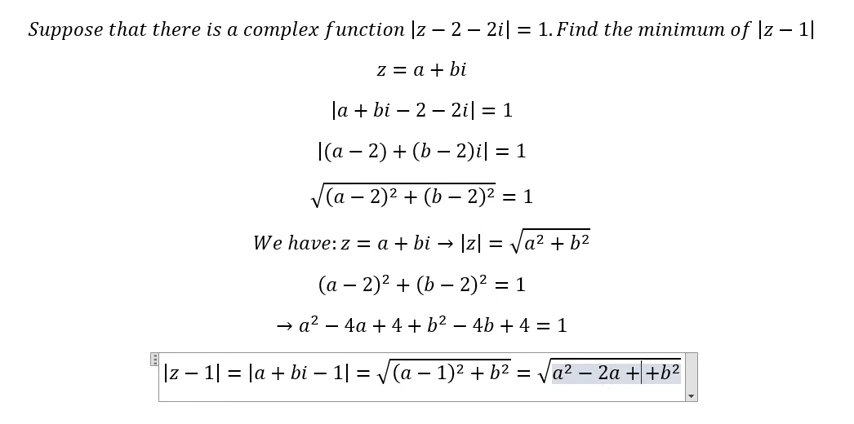 Suppose that there is a complex function |z − 2 − 2i| = 1. Find the minimum of |z − 1|
z = a + bi
|a + bi − 2 − 2i| = 1
|(a − 2) + (b − 2)i| = 1
√((a − 2)² + (b − 2)²) = 1
We have: z = a + bi → |z| = √(a² + b²)
(a − 2)² + (b − 2)² = 1
→ a² − 4a + 4 + b² − 4b + 4 = 1
|z − 1| = |a + bi − 1| = √((a − 1)² + b²) = √(a² − 2a + +b²)